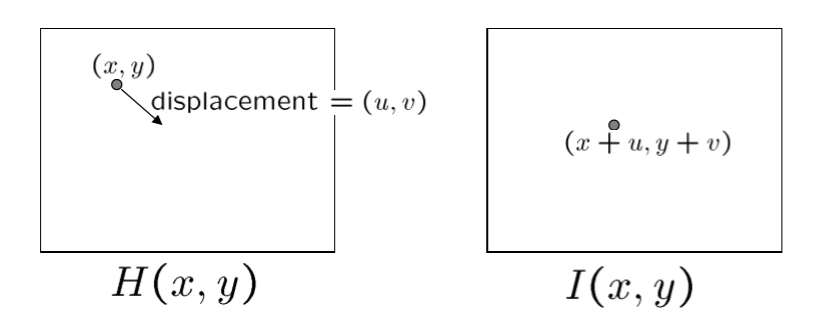 (x, y)
displacement = (u, v)
(x + u, y + v)
H(x, y)
I(x, y)